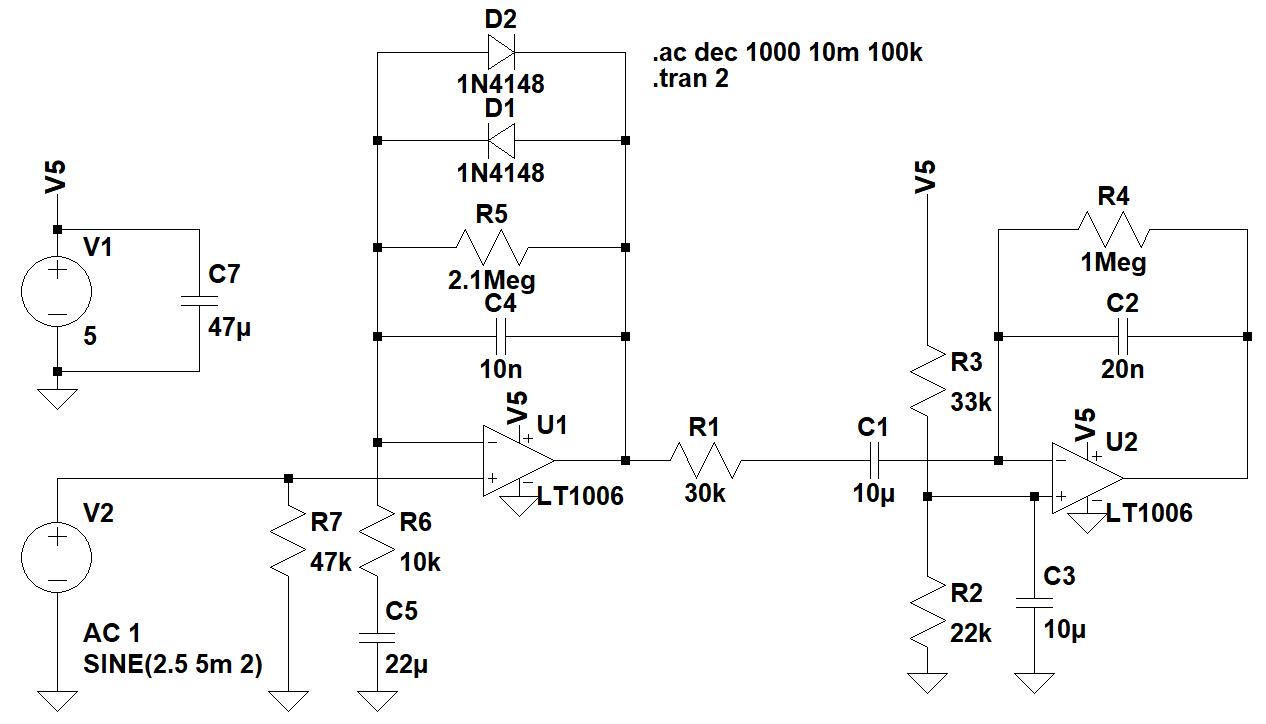 D2
1N4148
D1
1N4148
.ac dec 1000 10m 100k
.tran 2
V5
V1
5
C7
47µ
R5
2.1Meg
C4
10n
V5
U1
LT1006
R1
30k
C1
10µ
V5
R3
33k
R4
1Meg
C2
20n
V5
U2
LT1006
V2
AC 1
SINE(2.5 5m 2)
R7
47k
R6
10k
C5
22µ
R2
22k
C3
10µ